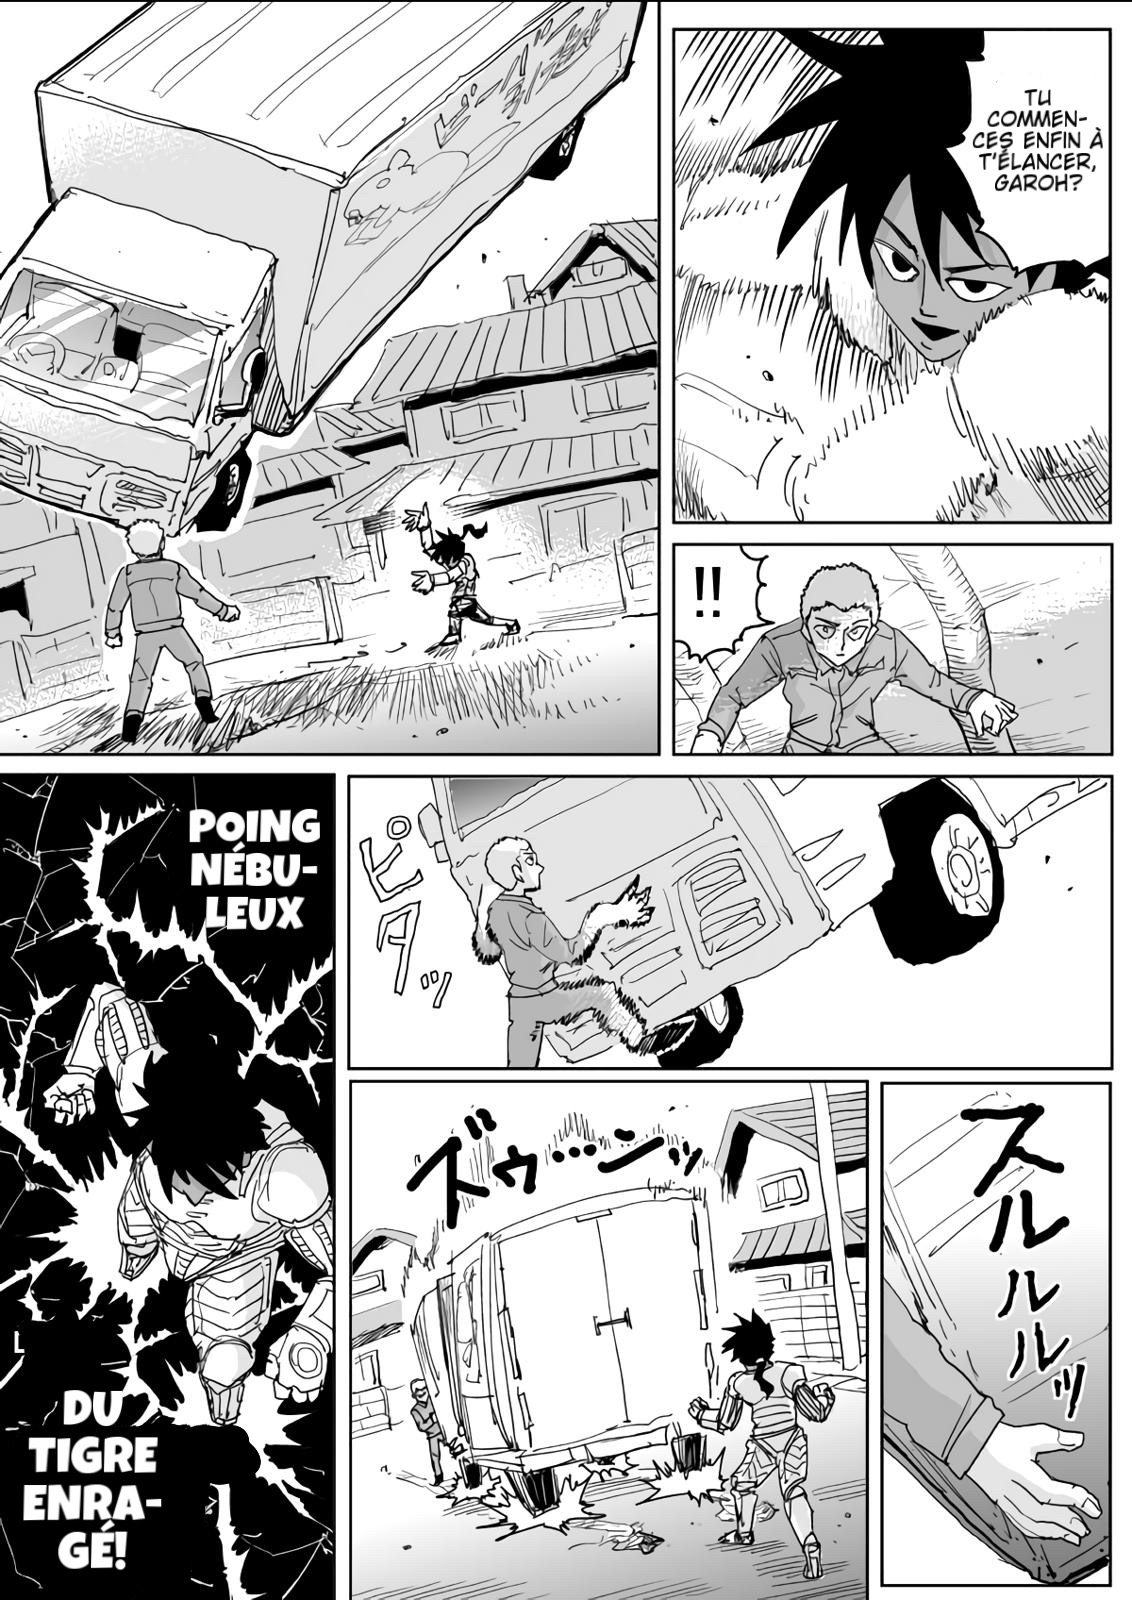 TU
COMMEN-
CES ENFIN À
T'ÉLANCER,
GAROH?
!!
ピタッ
スルルルルッ
ズゥ…ンッ
POING
NÉBU-
LEUX
DU
TIGRE
ENRA-
GÉ!